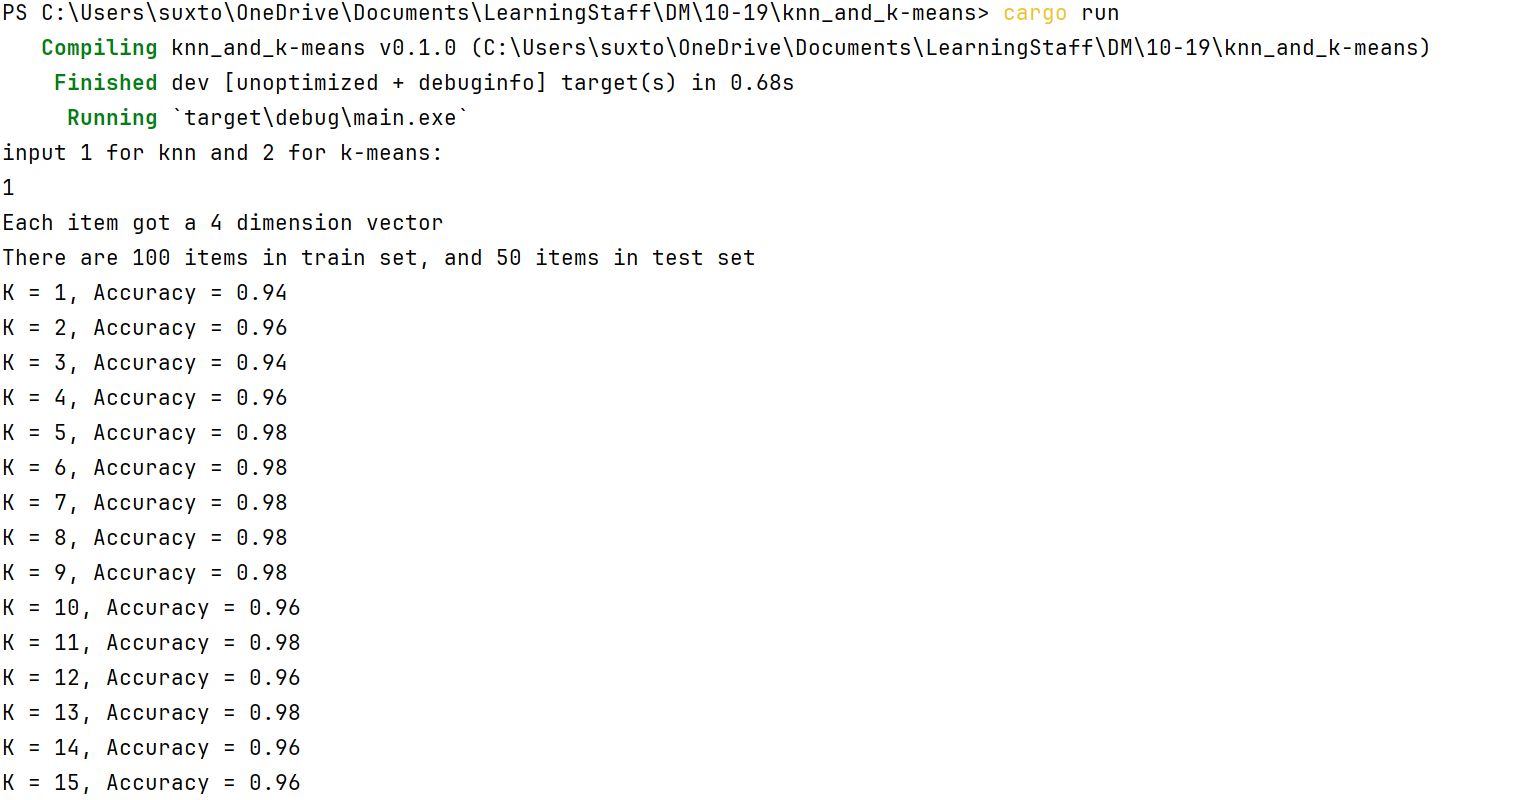 PS C:\Users\suxto\OneDrive\Documents\LearningStaff\DM\10-19\knn_and_k-means> cargo run
Compiling knn_and_k-means v0.1.0 (C:\Users\suxto\OneDrive\Documents\LearningStaff\DM\10-19\knn_and_k-means)
Finished dev [unoptimized + debuginfo] target(s) in 0.68s
Running `target\debug\main.exe`
input 1 for knn and 2 for k-means:
1
Each item got a 4 dimension vector
There are 100 items in train set, and 50 items in test set
K = 1, Accuracy = 0.94
K = 2, Accuracy = 0.96
K = 3, Accuracy = 0.94
K = 4, Accuracy = 0.96
K = 5, Accuracy = 0.98
K = 6, Accuracy = 0.98
K = 7, Accuracy = 0.98
K = 8, Accuracy = 0.98
K = 9, Accuracy = 0.98
K = 10, Accuracy = 0.96
K = 11, Accuracy = 0.98
K = 12, Accuracy = 0.96
K = 13, Accuracy = 0.98
K = 14, Accuracy = 0.96
K = 15, Accuracy = 0.96